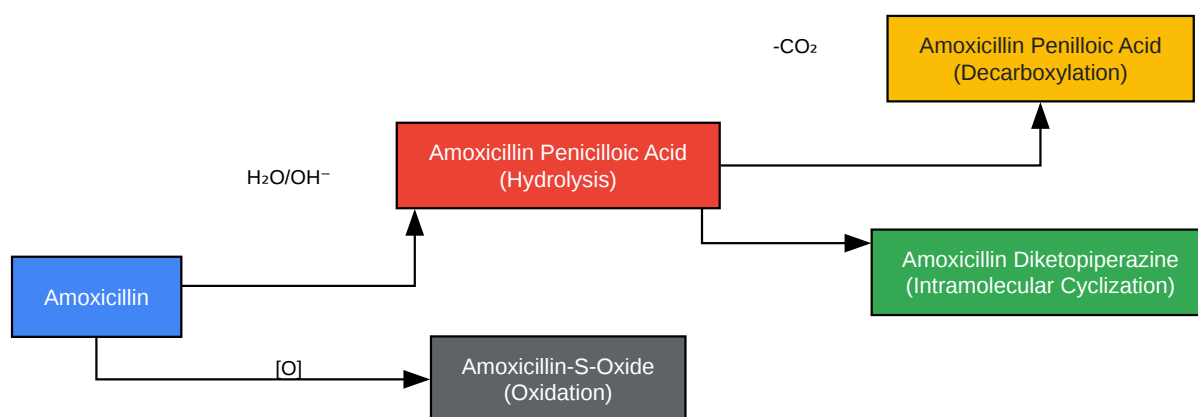 -CO₂
Amoxicillin Penilloic Acid
(Decarboxylation)
Amoxicillin Penicilloic Acid
(Hydrolysis)
H₂O/OH⁻
Amoxicillin Diketopiperazine
(Intramolecular Cyclization)
Amoxicillin
[O]
Amoxicillin-S-Oxide
(Oxidation)